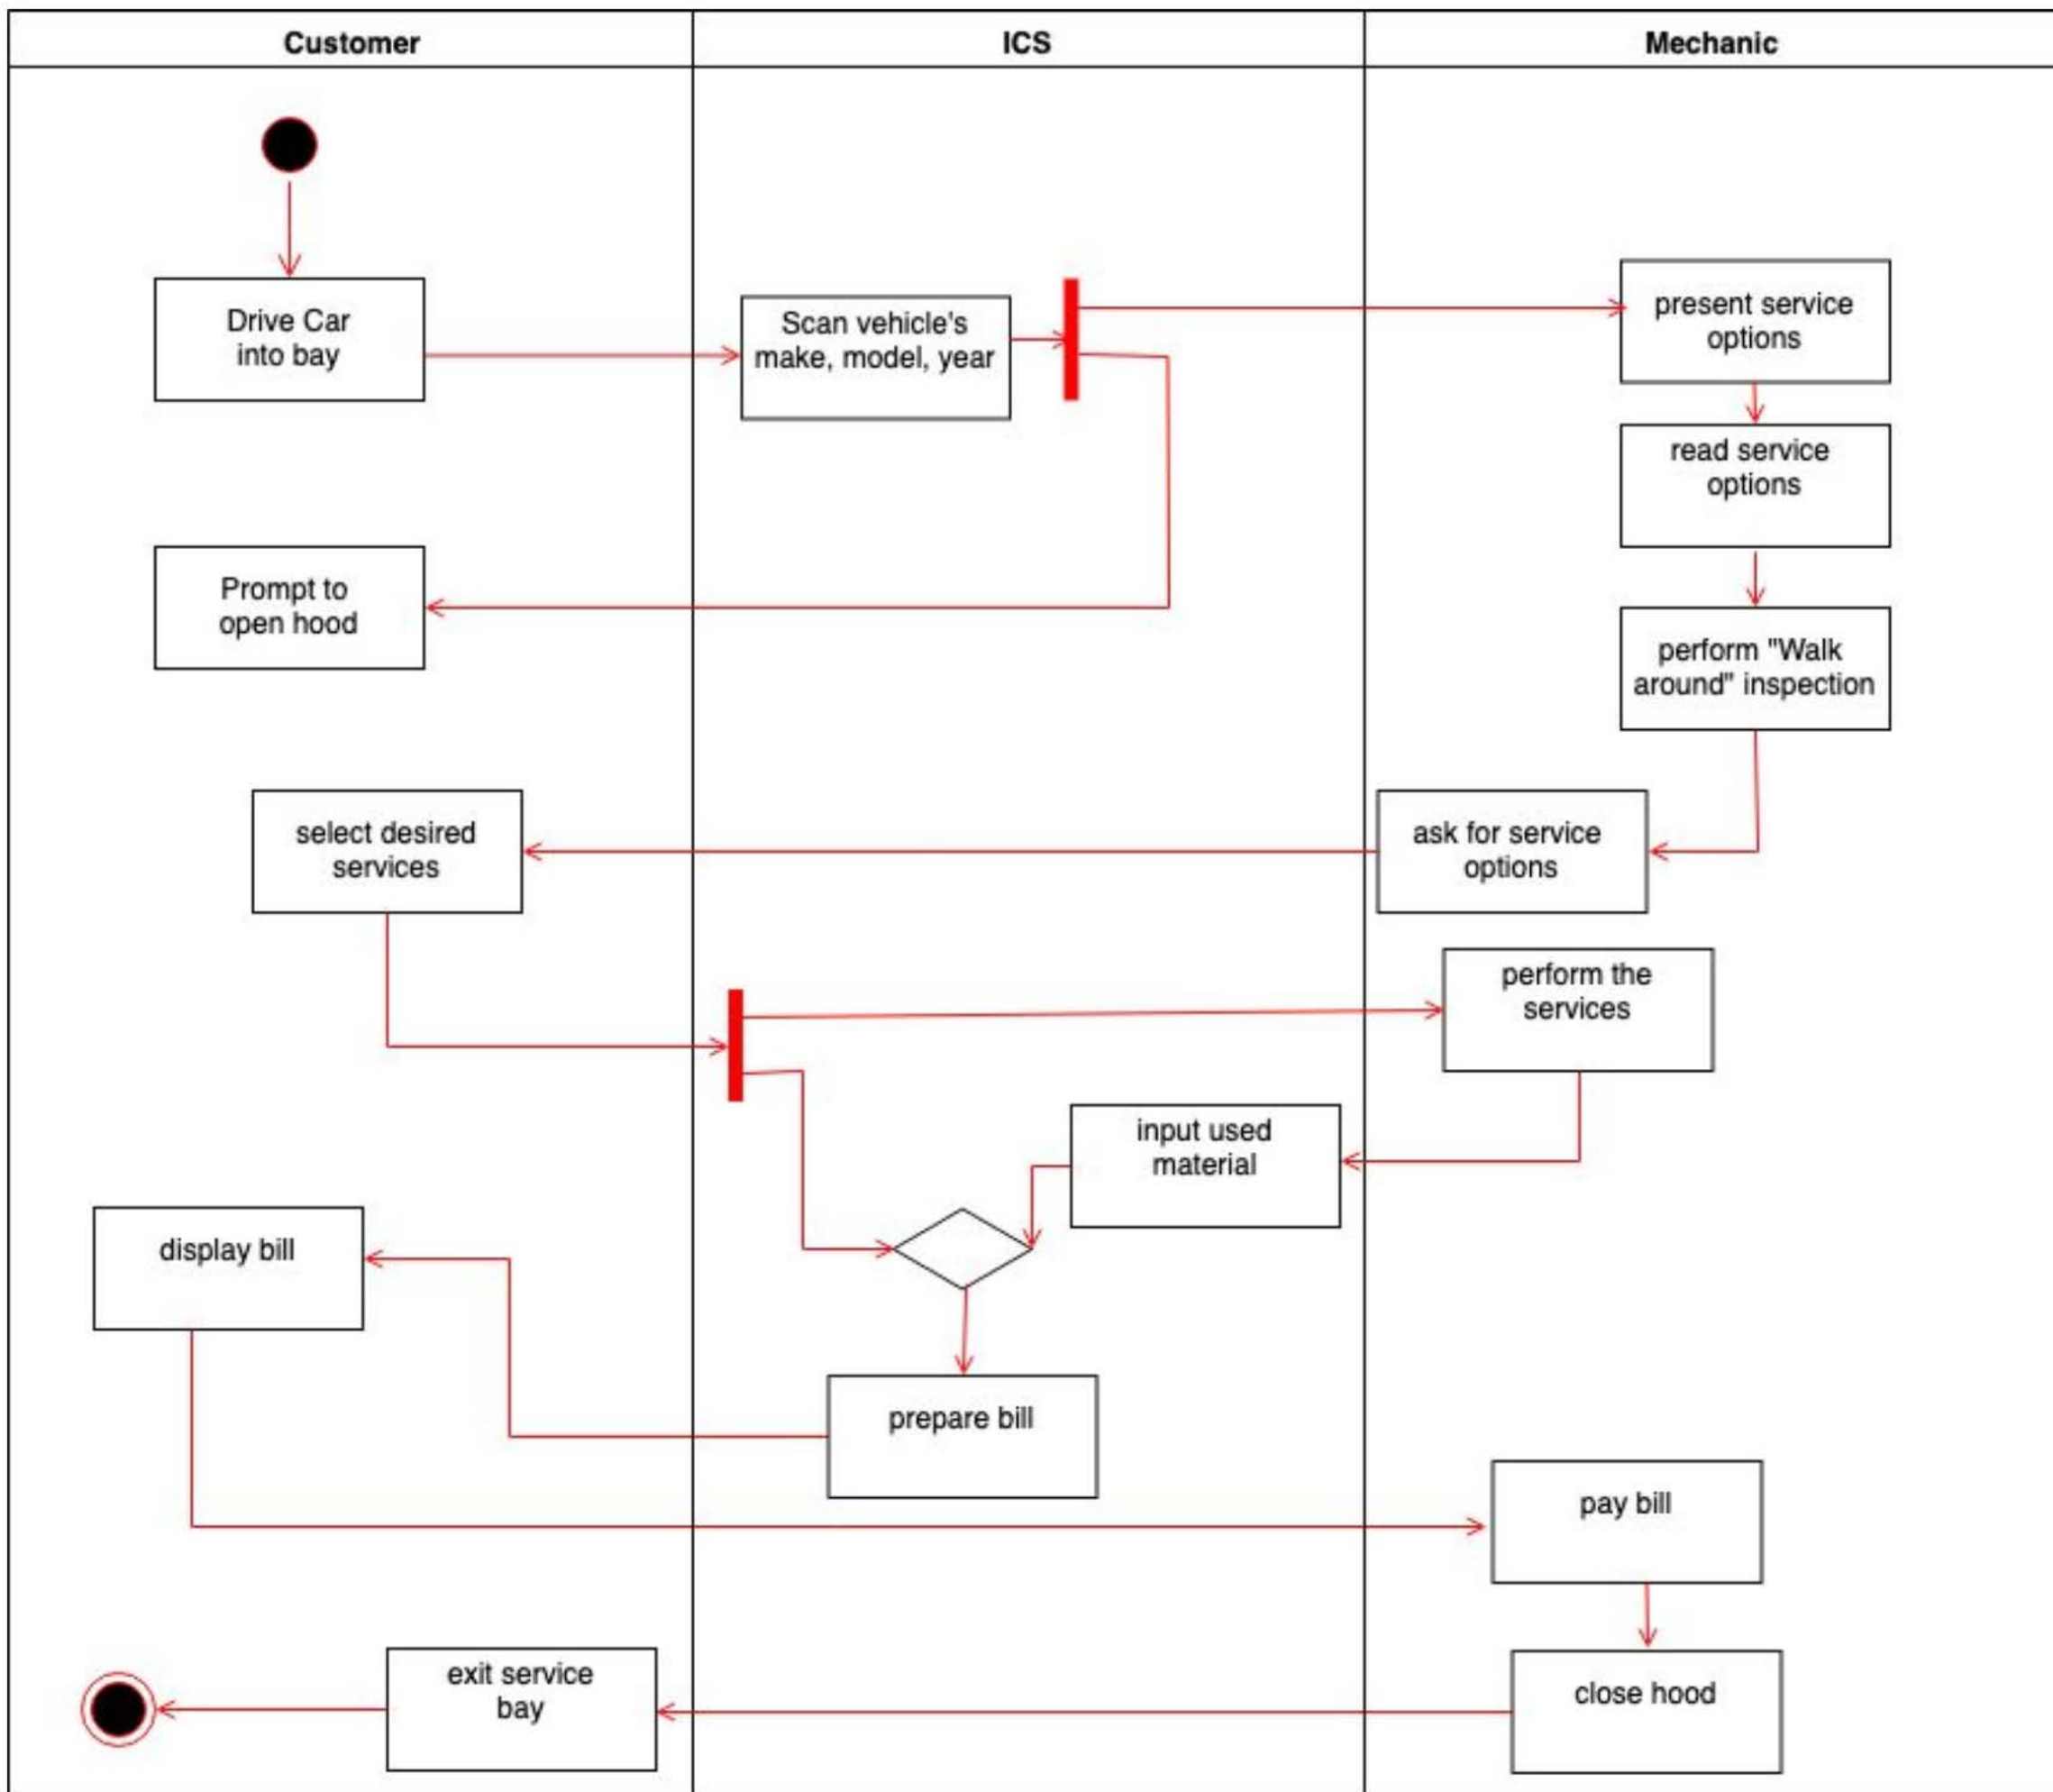 Customer
ICS
Mechanic
Drive Car
into bay
Scan vehicle's
make, model, year
present service
options
read service
options
Prompt to
open hood
perform "Walk
around" inspection
select desired
services
ask for service
options
perform the
services
input used
material
display bill
prepare bill
pay bill
exit service
bay
close hood